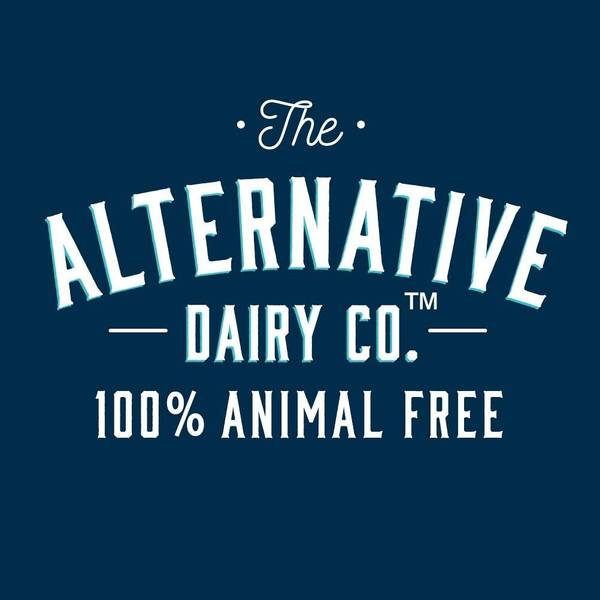 The
ALTERNATIVE
DAIRY CO.™
100% ANIMAL FREE